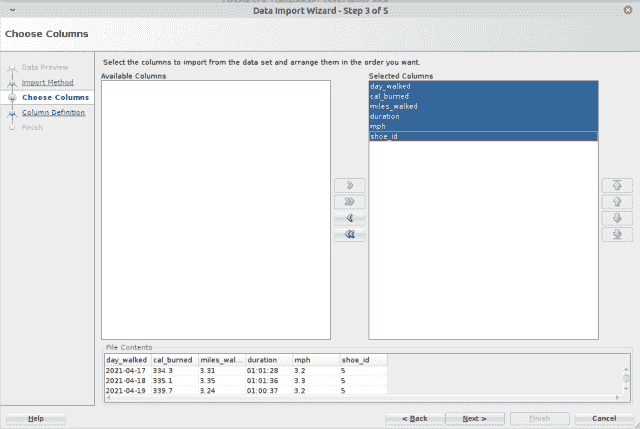 Data Import Wizard - Step 3 of 5
Choose Columns
Data Preview
Import Method
Choose Columns
Column Definition
Finish
Select the columns to import from the data set and arrange them in the order you want.
Available Columns
Selected Columns
day_walked
cal_burned
miles_walked
duration
mph
shoe_id
File Contents
day_walked cal_burned miles_wal... duration mph shoe_id
2021-04-17 334.3 3.31 01:01:28 3.2 5
2021-04-18 335.1 3.35 01:01:36 3.3 5
2021-04-19 339.7 3.24 01:00:37 3.2 5
Help < Back Next > Finish Cancel